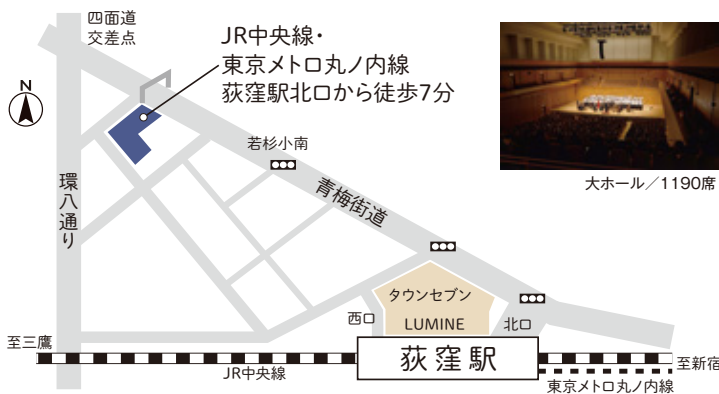 四面道
交差点
JR中央線・
東京メトロ丸ノ内線
荻窪駅北口から徒歩7分
N
若杉小南
大ホール／1190席
環八通り
青梅街道
タウンセブン
西口
LUMINE
北口
至三鷹
荻窪駅
至新宿
JR中央線
東京メトロ丸ノ内線